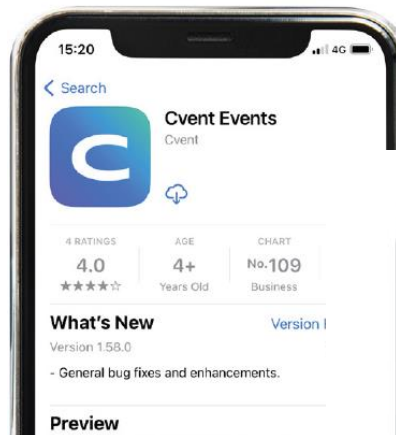 15:20
4G
Search
Cvent Events
Cvent
4 RATINGS AGE CHART
4.0 4+ No.109
Years Old Business
What's New Version
Version 1.58.0
- General bug fixes and enhancements.
Preview